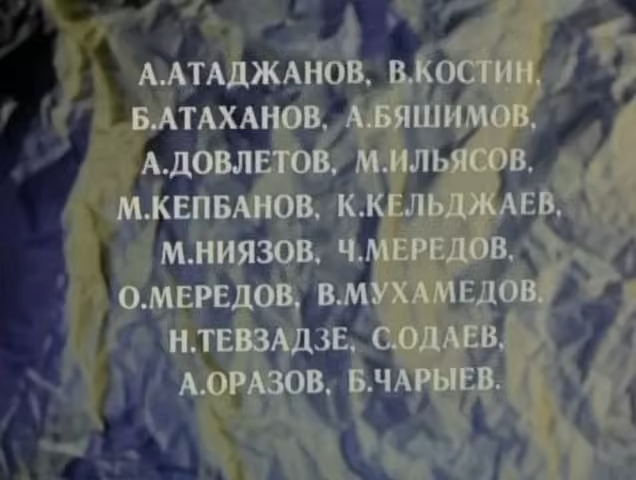 А.АТАДЖАНОВ, В.КОСТИН,
Б.АТАХАНОВ, А.БЯШИМОВ,
А.ДОВЛЕТОВ, М.ИЛЬЯСОВ,
М.КЕПБАНОВ, К.КЕЛЬДЖАЕВ,
М.НИЯЗОВ, Ч.МЕРЕДОВ,
О.МЕРЕДОВ, В.МУХАМЕДОВ,
Н.ТЕВЗАДЗЕ, С.ОДАЕВ,
А.ОРАЗОВ, Б.ЧАРЫЕВ.